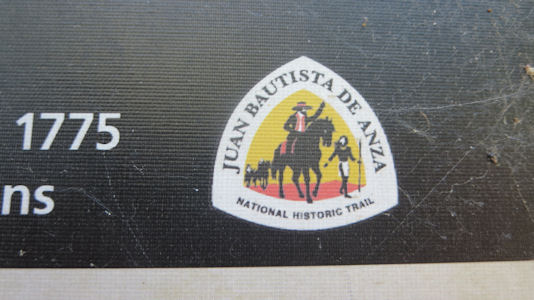 1775
ns
JUAN BAUTISTA DE ANZA
NATIONAL HISTORIC TRAIL